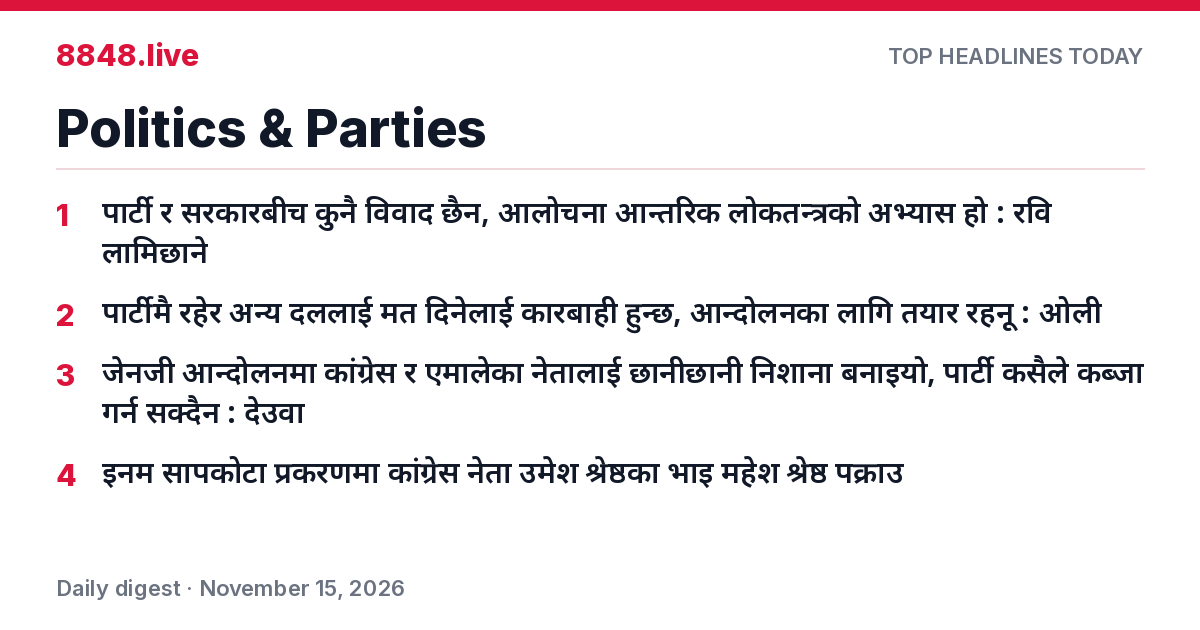 8848.live
TOP HEADLINES TODAY
Politics & Parties
1 पार्टी र सरकारबीच कुनै विवाद छैन, आलोचना आन्तरिक लोकतन्त्रको अभ्यास हो : रवि
लामिछाने
2 पार्टीमै रहेर अन्य दललाई मत दिनेलाई कारबाही हुन्छ, आन्दोलनका लागि तयार रहनू : ओली
3 जेनजी आन्दोलनमा कांग्रेस र एमालेका नेतालाई छानीछानी निशाना बनाइयो, पार्टी कसैले कब्जा
गर्न सक्दैन : देउवा
4 इनम सापकोटा प्रकरणमा कांग्रेस नेता उमेश श्रेष्ठका भाइ महेश श्रेष्ठ पक्राउ
Daily digest · November 15, 2026